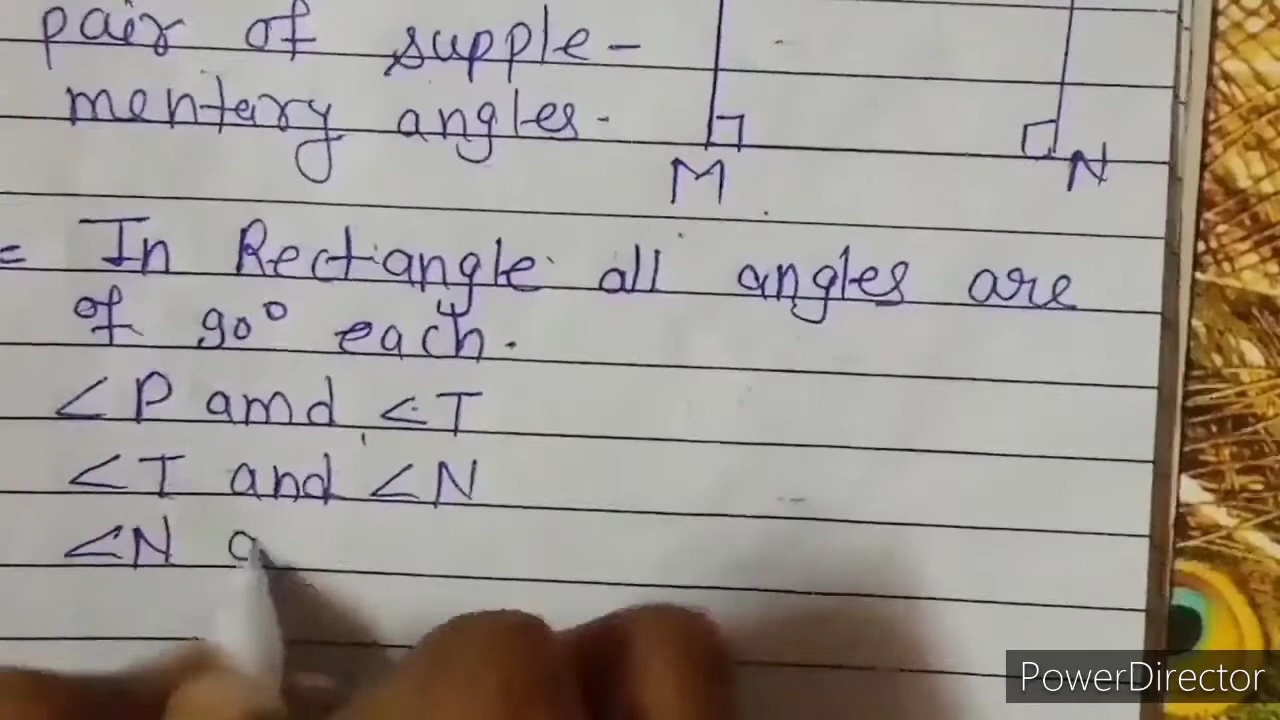 pair of supple-
mentary angles.
M
N
= In Rectangle all angles are
of 90° each.
<P amd <T
<T and <N
<N a
PowerDirector